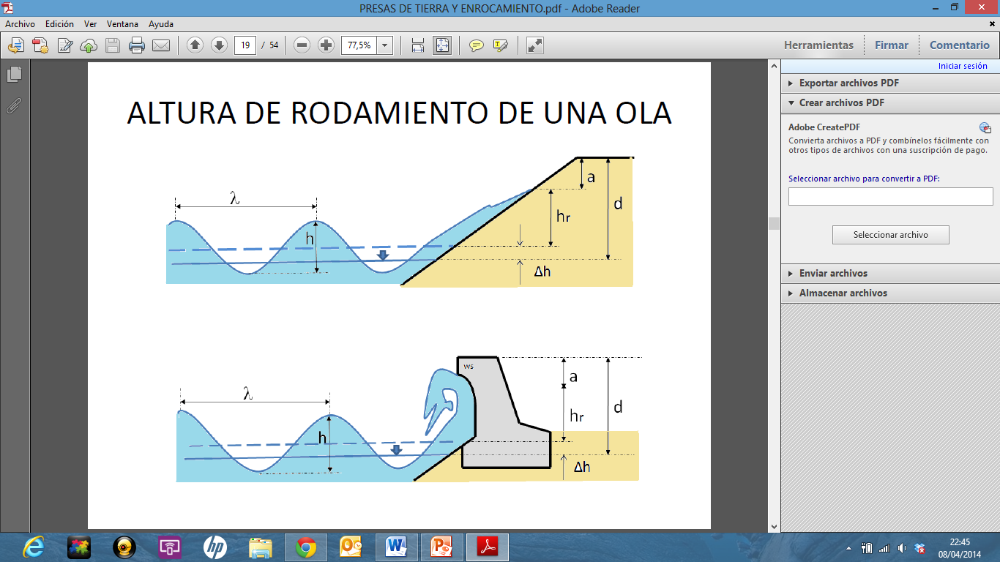 PRESAS DE TIERRA Y ENROCAMIENTO.pdf - Adobe Reader
Archivo Edición Ver Ventana Ayuda
19 / 54 77,5% Herramientas Firmar Comentario
Iniciar sesión
Exportar archivos PDF
Crear archivos PDF
Adobe CreatePDF
Convierta archivos a PDF y combínelos fácilmente con
otros tipos de archivos con una suscripción de pago.
Seleccionar archivo para convertir a PDF:
Seleccionar archivo
Enviar archivos
Almacenar archivos
ALTURA DE RODAMIENTO DE UNA OLA
λ
h
a
hr
d
Δh
λ
h
ws
a
hr
d
Δh
22:45
08/04/2014